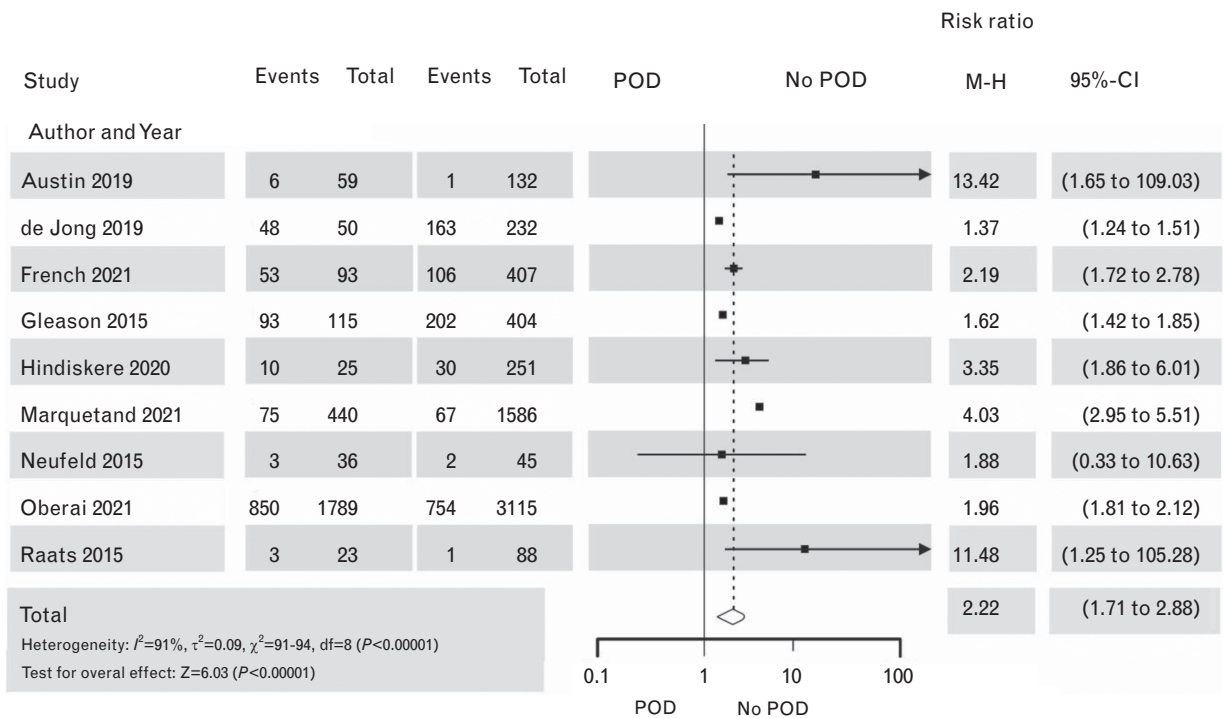 Risk ratio
Study Events Total Events Total POD No POD M-H 95%-CI
Author and Year
Austin 2019 6 59 1 132 13.42 (1.65 to 109.03)
de Jong 2019 48 50 163 232 1.37 (1.24 to 1.51)
French 2021 53 93 106 407 2.19 (1.72 to 2.78)
Gleason 2015 93 115 202 404 1.62 (1.42 to 1.85)
Hindiskere 2020 10 25 30 251 3.35 (1.86 to 6.01)
Marquetand 2021 75 440 67 1586 4.03 (2.95 to 5.51)
Neufeld 2015 3 36 2 45 1.88 (0.33 to 10.63)
Oberai 2021 850 1789 754 3115 1.96 (1.81 to 2.12)
Raats 2015 3 23 1 88 11.48 (1.25 to 105.28)
Total 2.22 (1.71 to 2.88)
Heterogeneity: I²=91%, τ²=0.09, χ²=91-94, df=8 (P<0.00001)
Test for overal effect: Z=6.03 (P<0.00001)
0.1 1 10 100
POD No POD